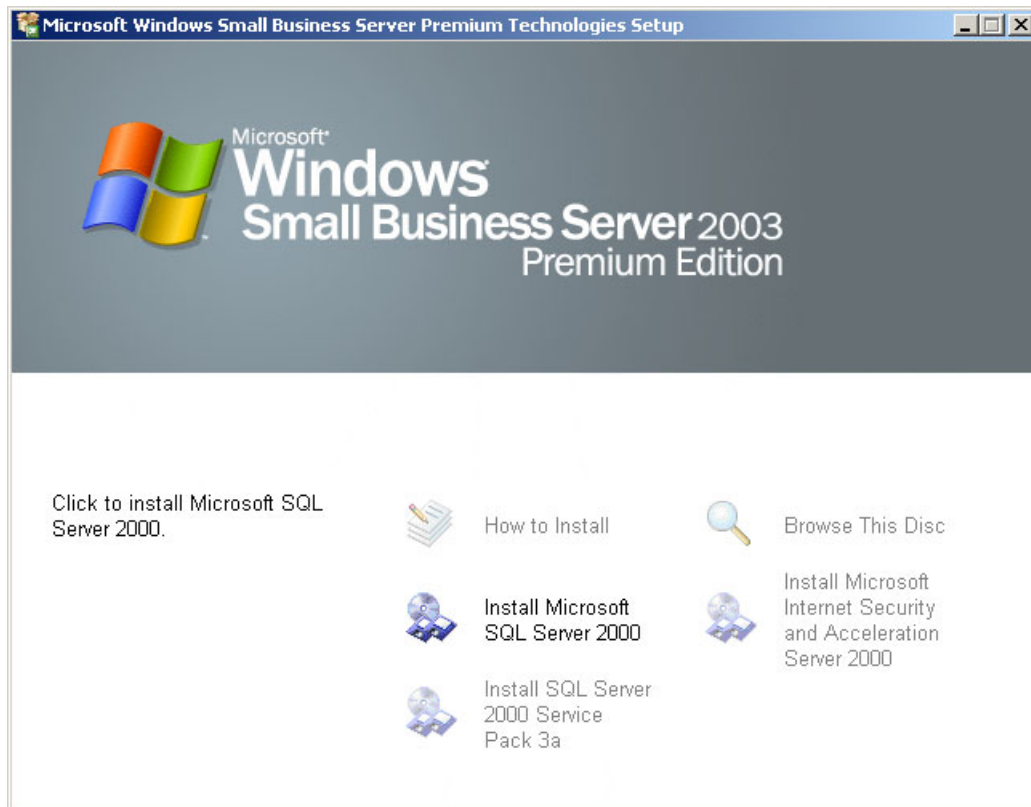 Microsoft Windows Small Business Server Premium Technologies Setup
Microsoft®
Windows
Small Business Server 2003
Premium Edition
Click to install Microsoft SQL
Server 2000.
How to Install
Browse This Disc
Install Microsoft
SQL Server 2000
Install Microsoft
Internet Security
and Acceleration
Server 2000
Install SQL Server
2000 Service
Pack 3a